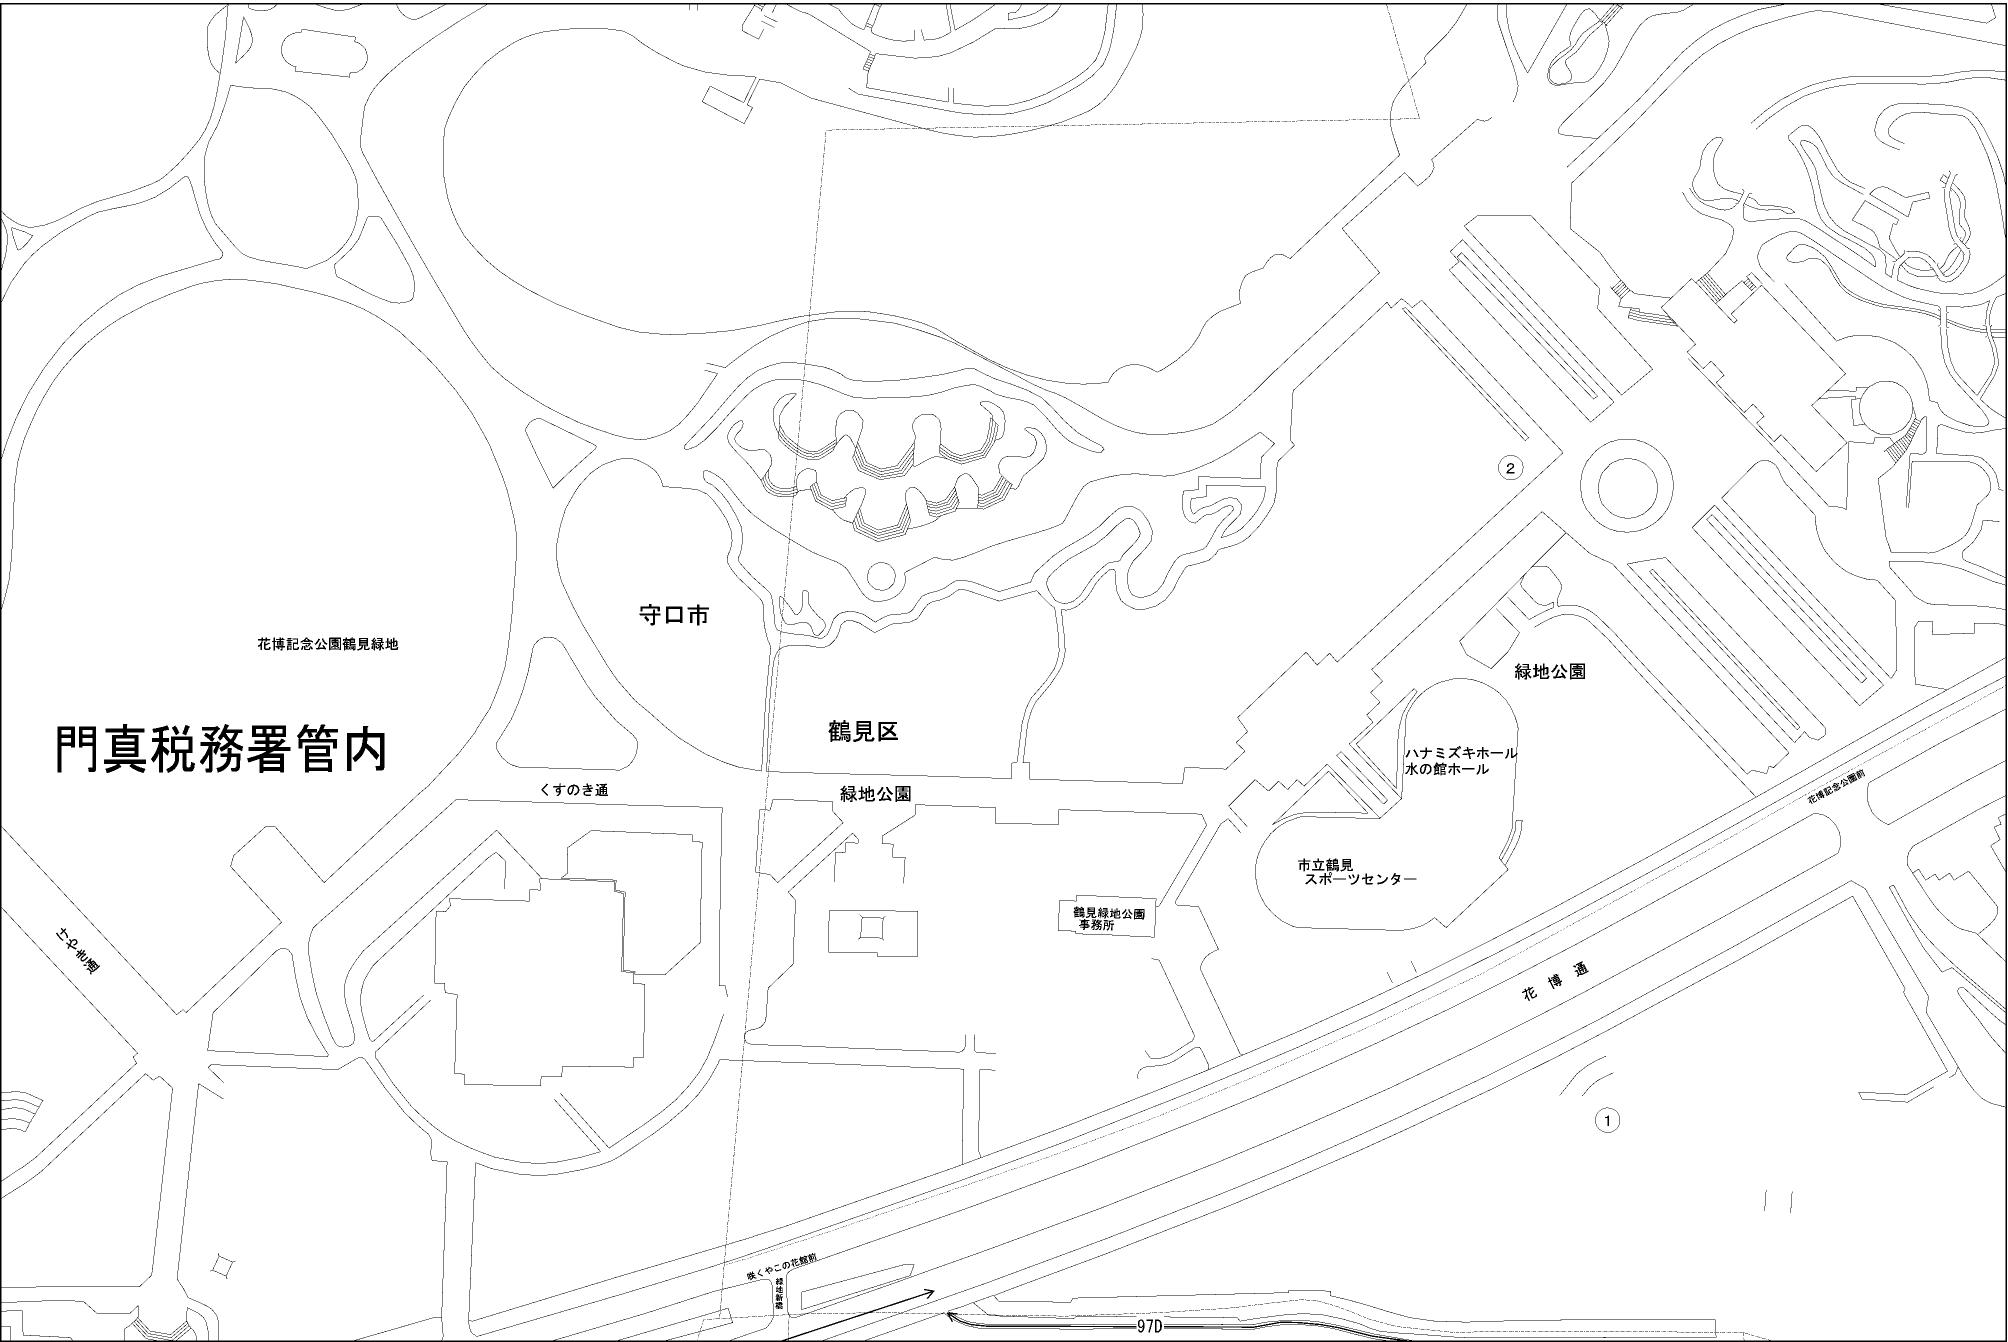 ②
守口市
花博記念公園鶴見緑地
緑地公園
鶴見区
門真税務署管内
ハナミズキホール
水の館ホール
くすのき通
緑地公園
花博記念公園前
市立鶴見
スポーツセンター
鶴見緑地公園
事務所
けやき通
花博通
①
咲くやこの花館前
緑地新橋
97D